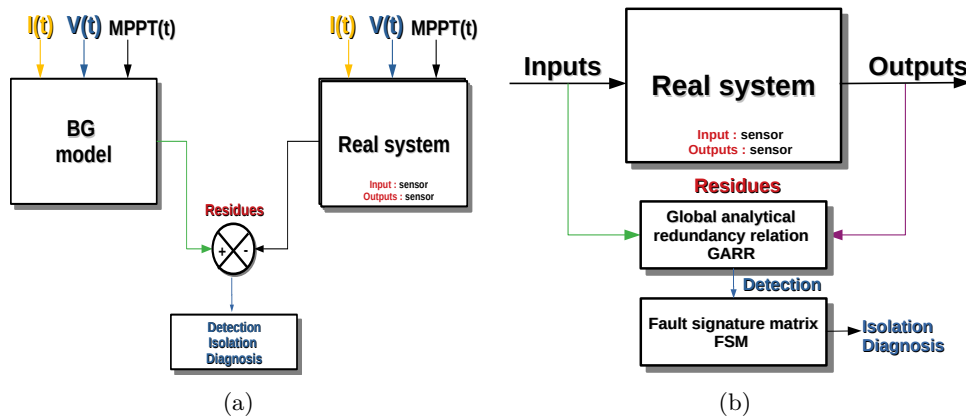 I(t) V(t) MPPT(t)
BG
model
I(t) V(t) MPPT(t)
Real system
Input : sensor
Outputs : sensor
Residues
+ -
Detection
Isolation
Diagnosis
(a)
Inputs
Real system
Input : sensor
Outputs : sensor
Outputs
Residues
Global analytical
redundancy relation
GARR
Detection
Fault signature matrix
FSM
Isolation
Diagnosis
(b)